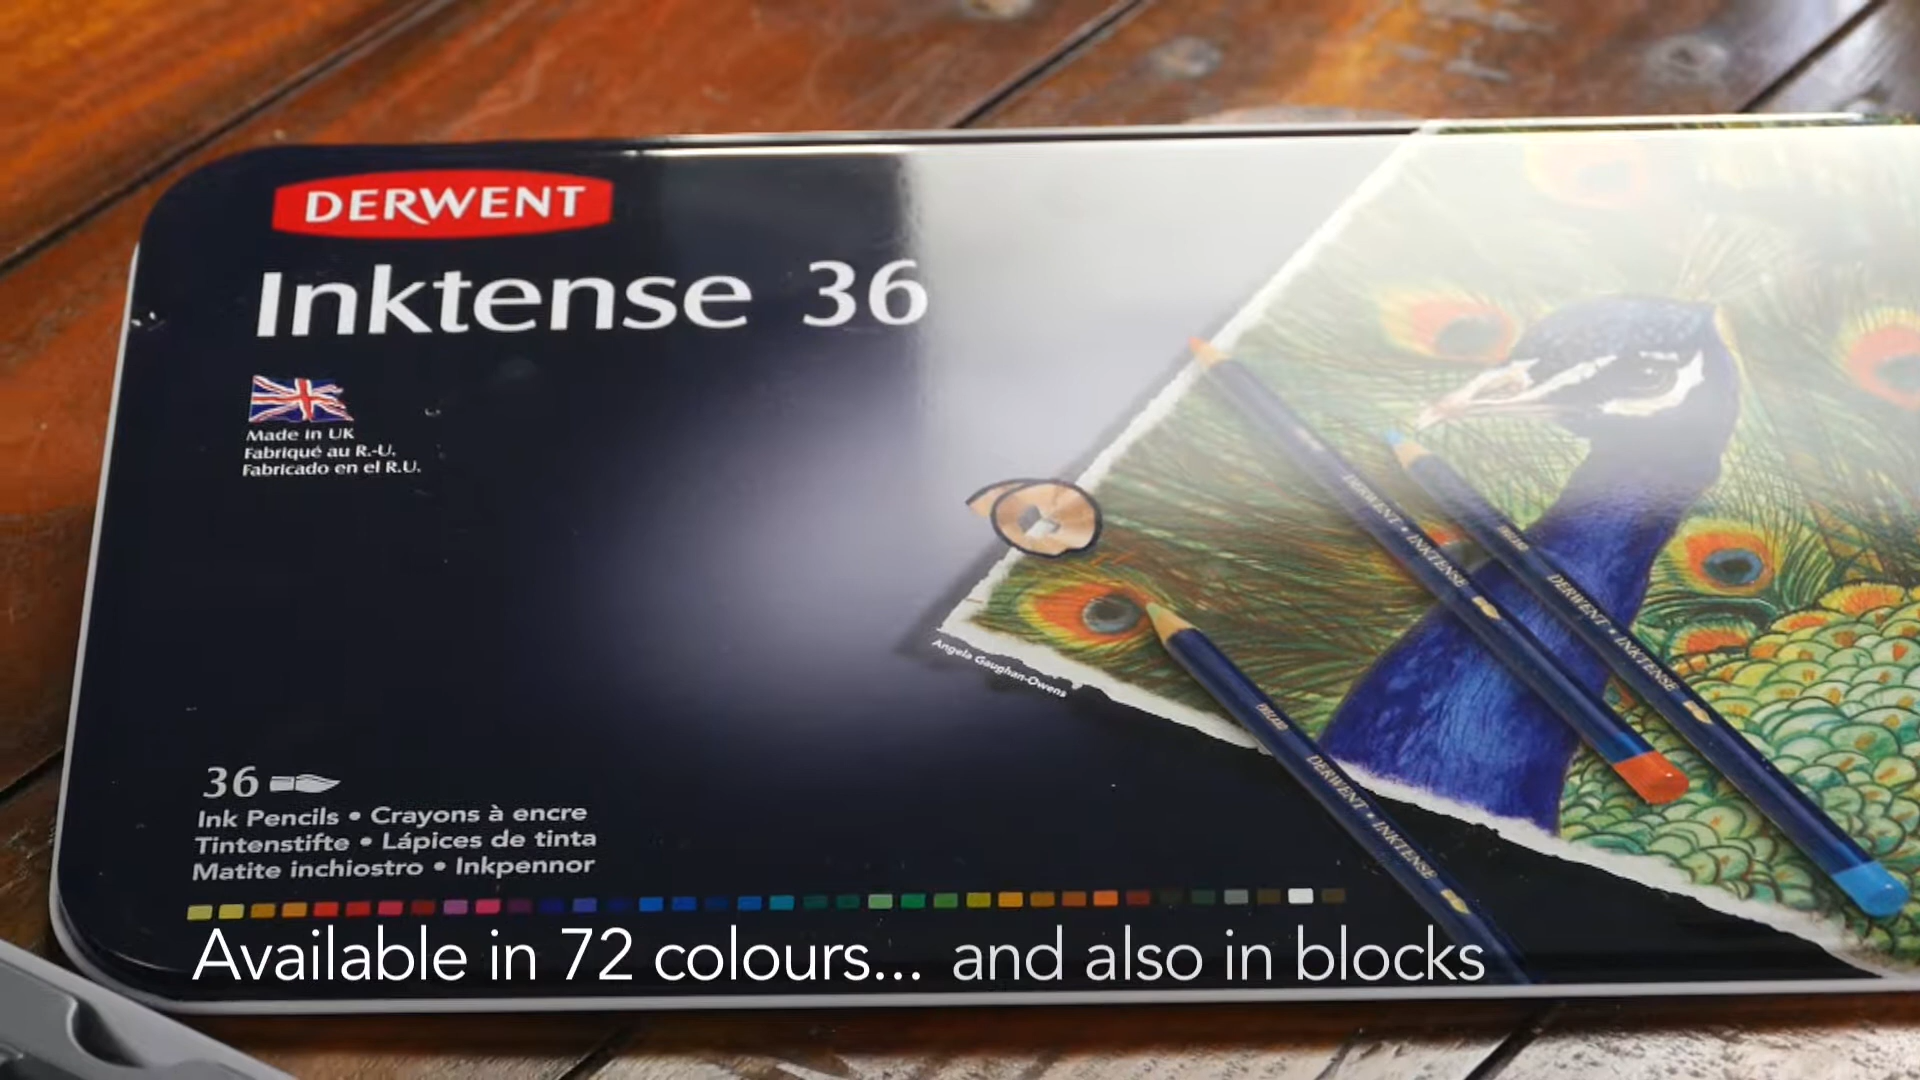 DERWENT
Inktense 36
Made in UK
Fabriqué au R.-U.
Fabricado en el R.U.
Angela Gaughan-Owens
DERWENT • INKTENSE
DERWENT • INKTENSE
DERWENT • INKTENSE
36
Ink Pencils • Crayons à encre
Tintenstifte • Lápices de tinta
Matite inchiostro • Inkpennor
Available in 72 colours... and also in blocks